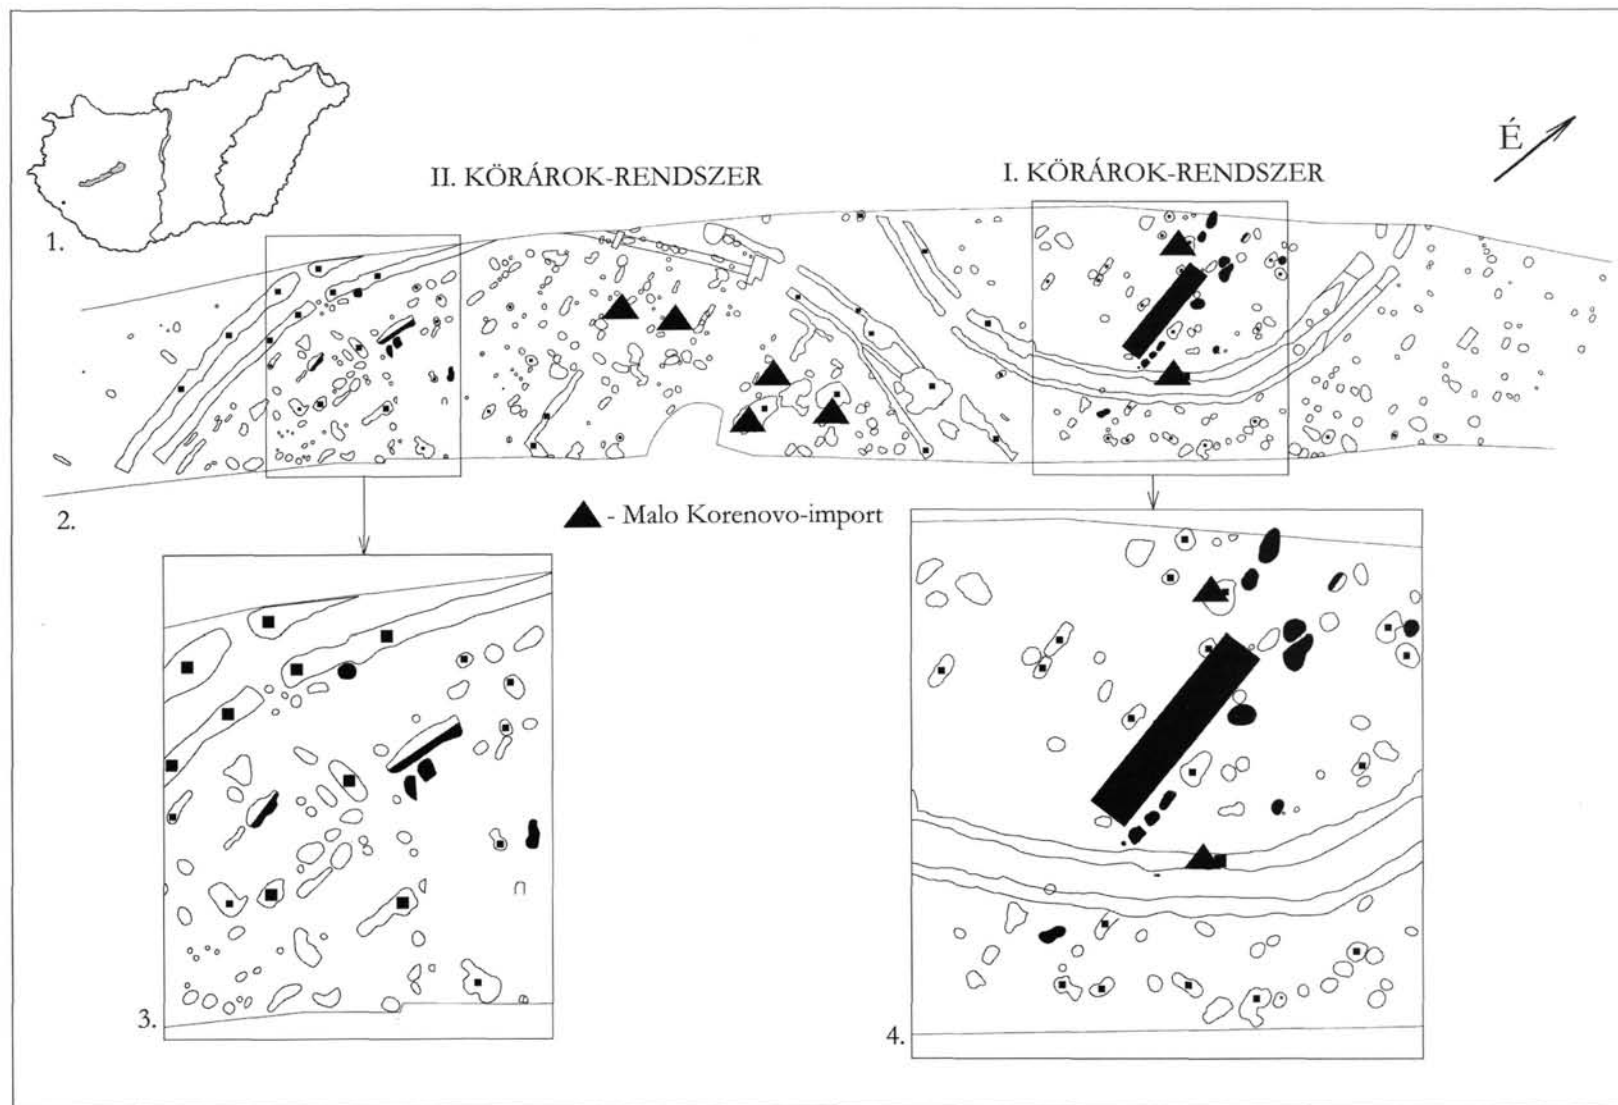 É
II. KÖRÁROK-RENDSZER
I. KÖRÁROK-RENDSZER
1.
2.
- Malo Korenovo-import
3.
4.